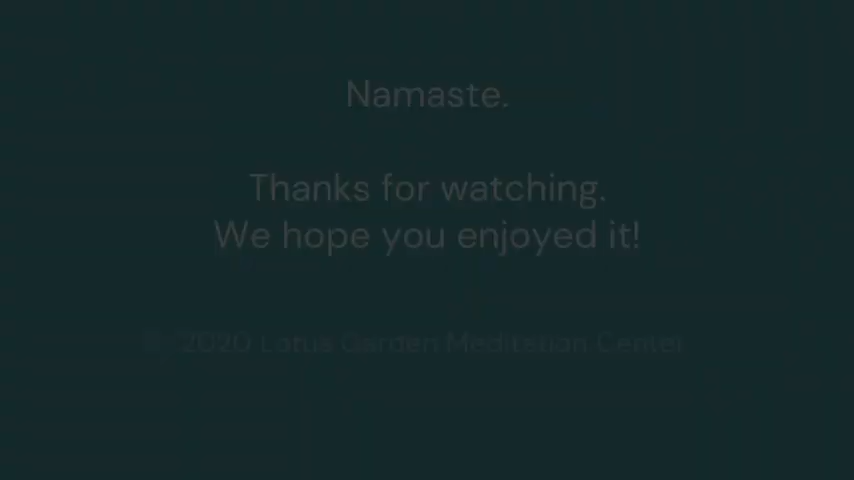 Namaste.
Thanks for watching.
We hope you enjoyed it!
© 2020 Lotus Garden Meditation Center